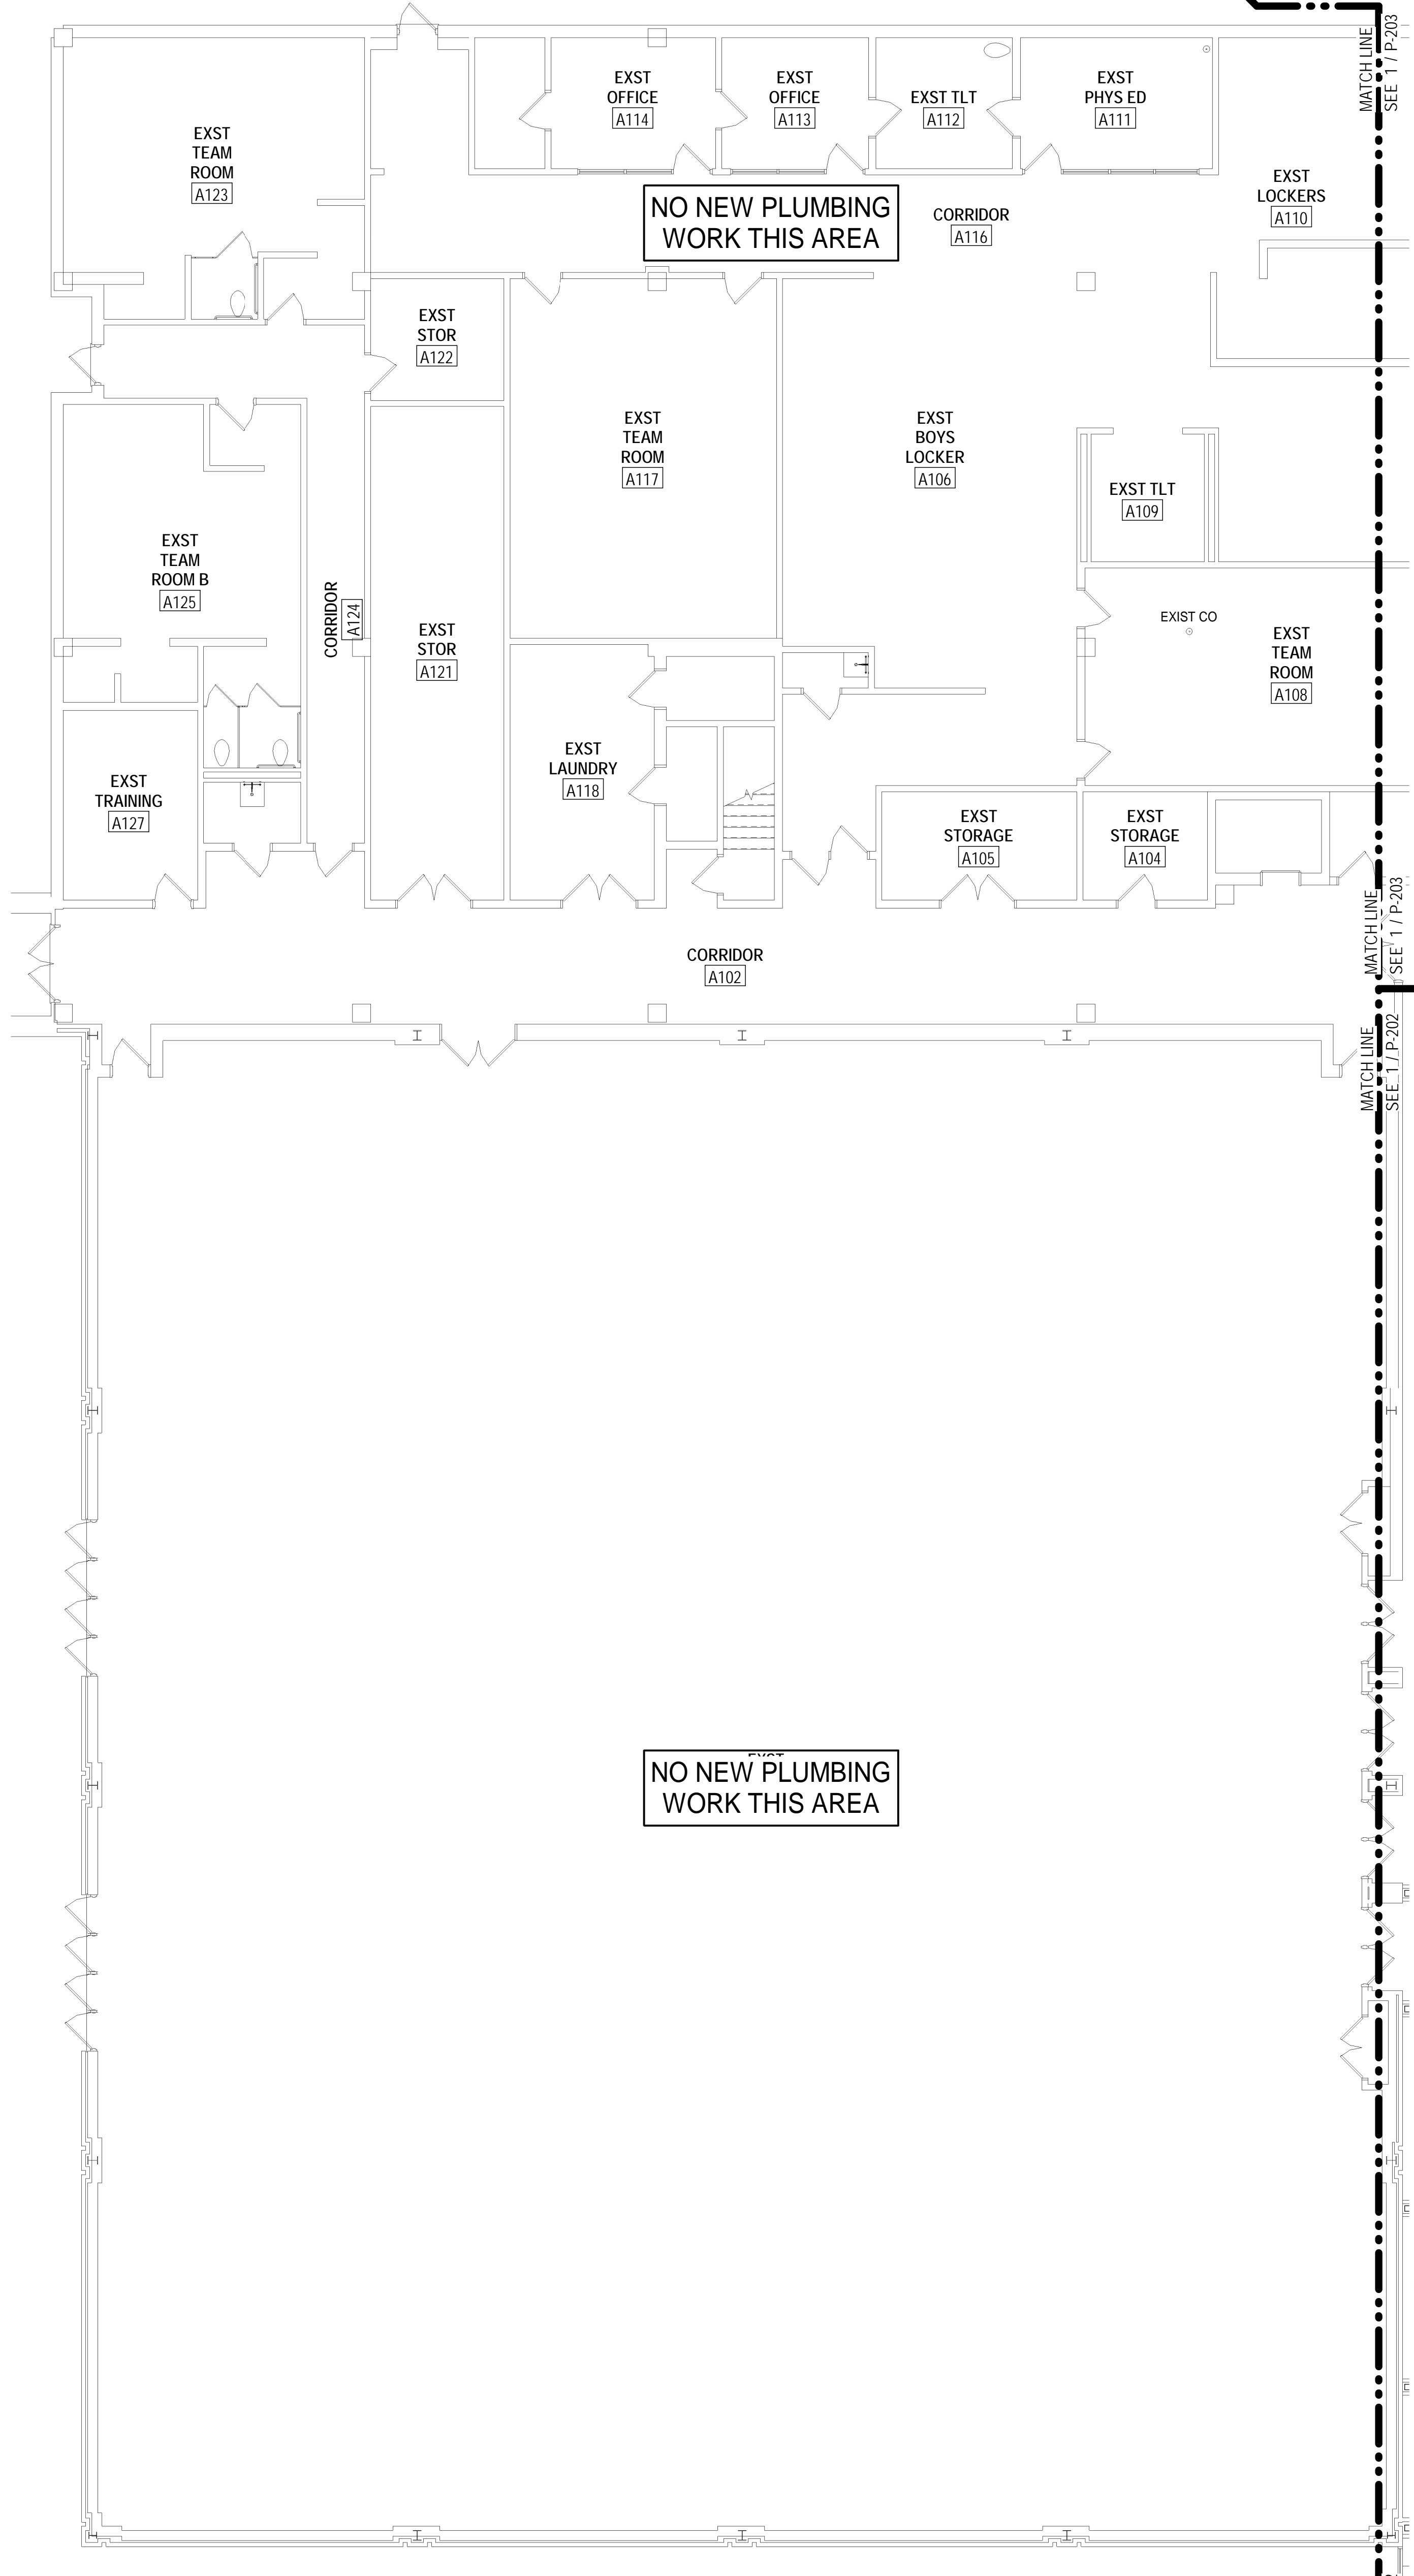 MATCH LINE
SEE 1 / P-203
EXST
OFFICE
A114
EXST
OFFICE
A113
EXST TLT
A112
EXST
PHYS ED
A111
EXST
TEAM
ROOM
A123
EXST
LOCKERS
A110
NO NEW PLUMBING
WORK THIS AREA
CORRIDOR
A116
EXST
STOR
A122
EXST
TEAM
ROOM
A117
EXST
BOYS
LOCKER
A106
EXST TLT
A109
EXST
TEAM
ROOM B
A125
CORRIDOR
A124
EXST
STOR
A121
EXIST CO
EXST
TEAM
ROOM
A108
EXST
LAUNDRY
A118
EXST
TRAINING
A127
EXST
STORAGE
A105
EXST
STORAGE
A104
MATCH LINE
SEE 1 / P-203
CORRIDOR
A102
MATCH LINE
SEE 1 / P-202
NO NEW PLUMBING
WORK THIS AREA